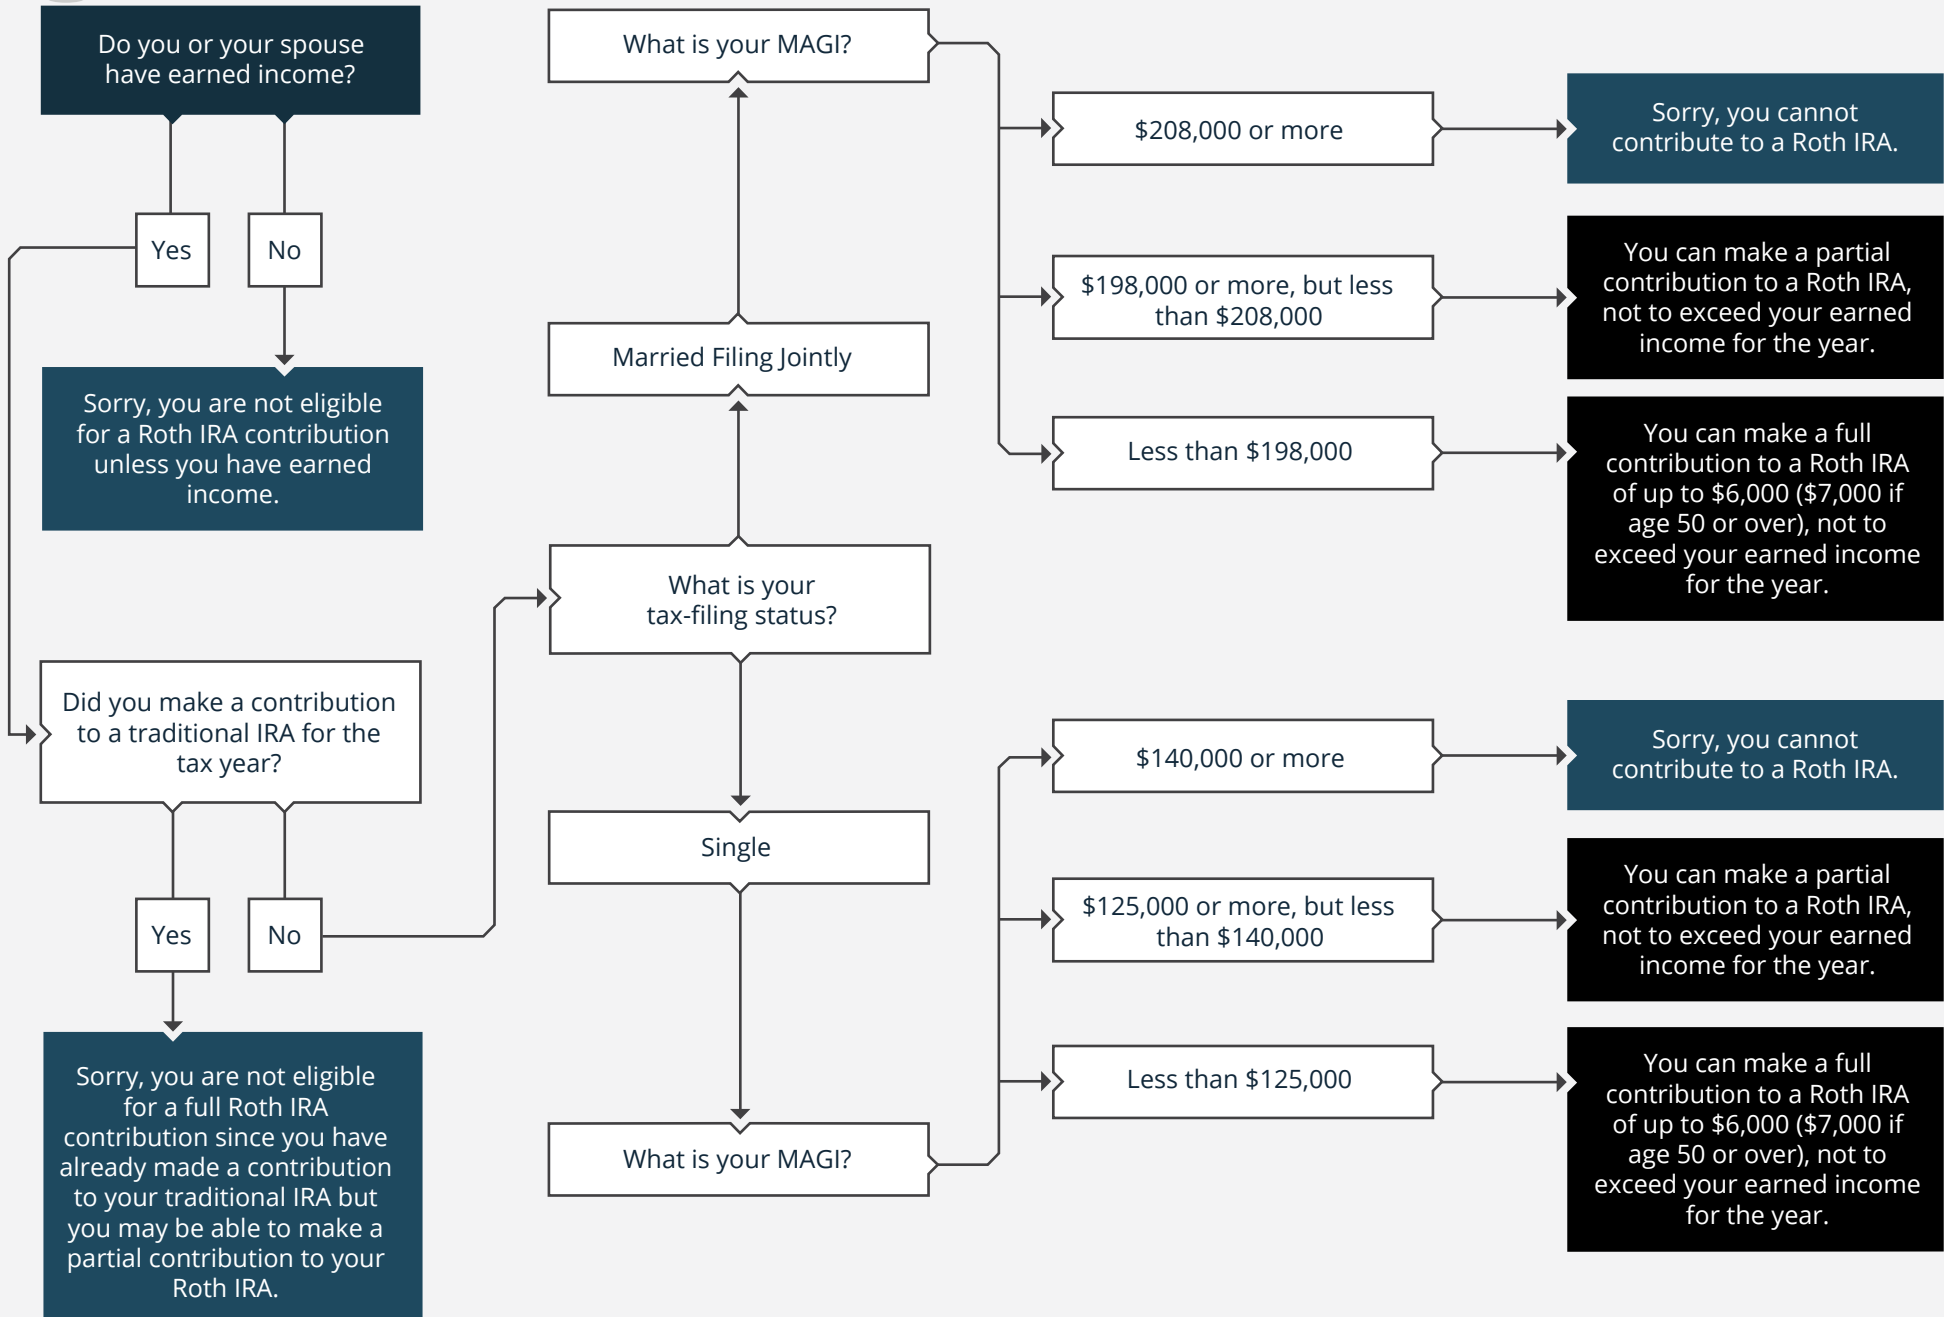 Do you or your spouse
have earned income?
Yes
No
Sorry, you are not eligible
for a Roth IRA contribution
unless you have earned
income.
Did you make a contribution
to a traditional IRA for the
tax year?
Yes
No
Sorry, you are not eligible
for a full Roth IRA
contribution since you have
already made a contribution
to your traditional IRA but
you may be able to make a
partial contribution to your
Roth IRA.
What is your MAGI?
Married Filing Jointly
What is your
tax-filing status?
Single
What is your MAGI?
$208,000 or more
Sorry, you cannot
contribute to a Roth IRA.
$198,000 or more, but less
than $208,000
You can make a partial
contribution to a Roth IRA,
not to exceed your earned
income for the year.
Less than $198,000
You can make a full
contribution to a Roth IRA
of up to $6,000 ($7,000 if
age 50 or over), not to
exceed your earned income
for the year.
$140,000 or more
Sorry, you cannot
contribute to a Roth IRA.
$125,000 or more, but less
than $140,000
You can make a partial
contribution to a Roth IRA,
not to exceed your earned
income for the year.
Less than $125,000
You can make a full
contribution to a Roth IRA
of up to $6,000 ($7,000 if
age 50 or over), not to
exceed your earned income
for the year.